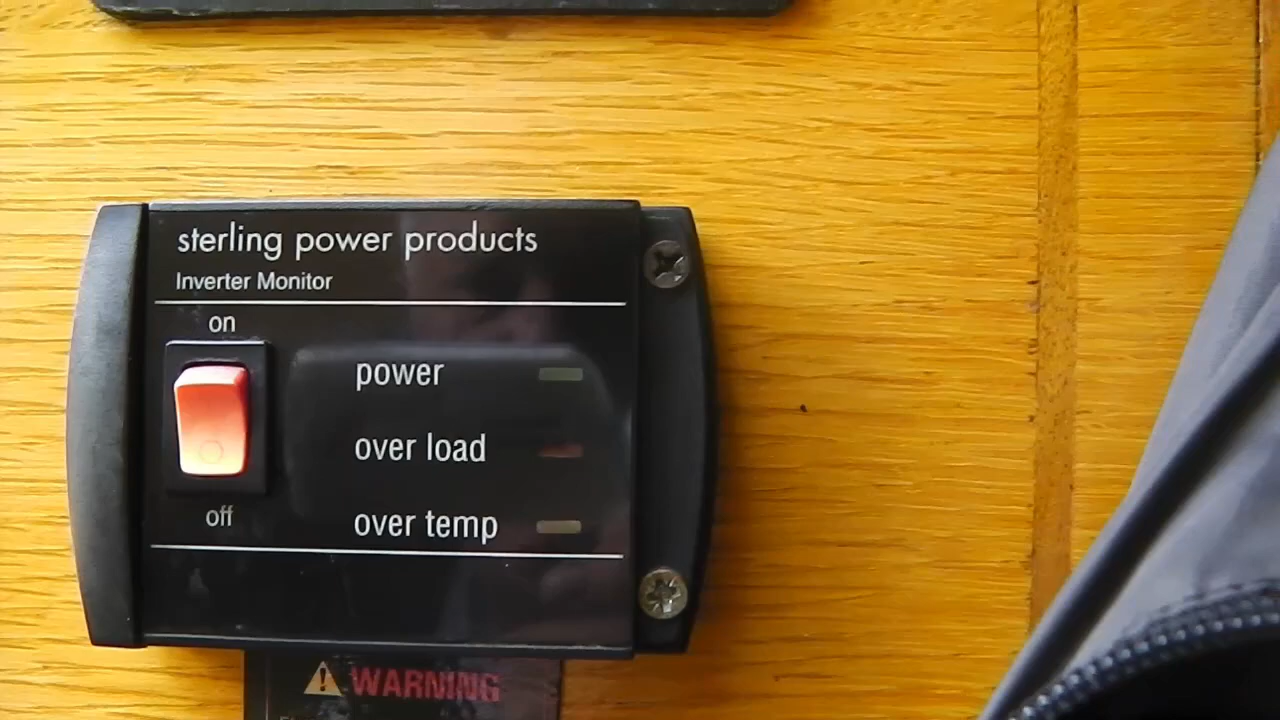 sterling power products
Inverter Monitor
on
power
over load
off
over temp
WARNING